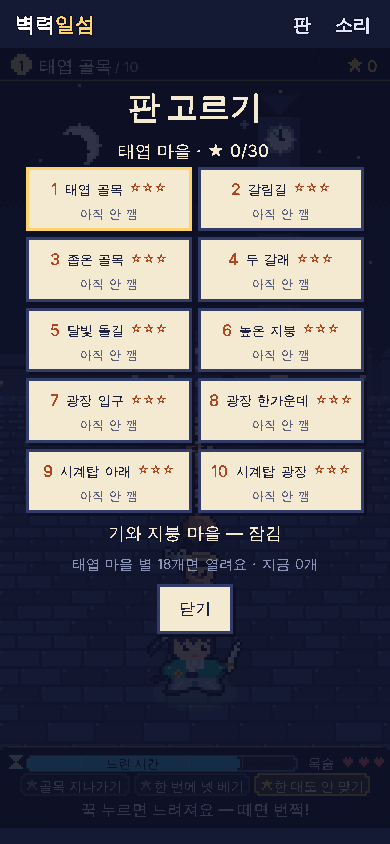 벽력일섬 판 소리
1 태엽 골목 / 10 ★ 0
판 고르기
태엽 마을 · ★ 0/30
1 태엽 골목 ☆☆☆
아직 안 깸
2 갈림길 ☆☆☆
아직 안 깸
3 좁은 골목 ☆☆☆
아직 안 깸
4 두 갈래 ☆☆☆
아직 안 깸
5 달빛 돌길 ☆☆☆
아직 안 깸
6 높은 지붕 ☆☆☆
아직 안 깸
7 광장 입구 ☆☆☆
아직 안 깸
8 광장 한가운데 ☆☆☆
아직 안 깸
9 시계탑 아래 ☆☆☆
아직 안 깸
10 시계탑 광장 ☆☆☆
아직 안 깸
기와 지붕 마을 — 잠김
태엽 마을 별 18개면 열려요 · 지금 0개
닫기
느린 시간 목숨
★골목 지나가기 ★한 번에 넷 베기 ★한 대도 안 맞기
꾹 누르면 느려져요 — 떼면 번쩍!